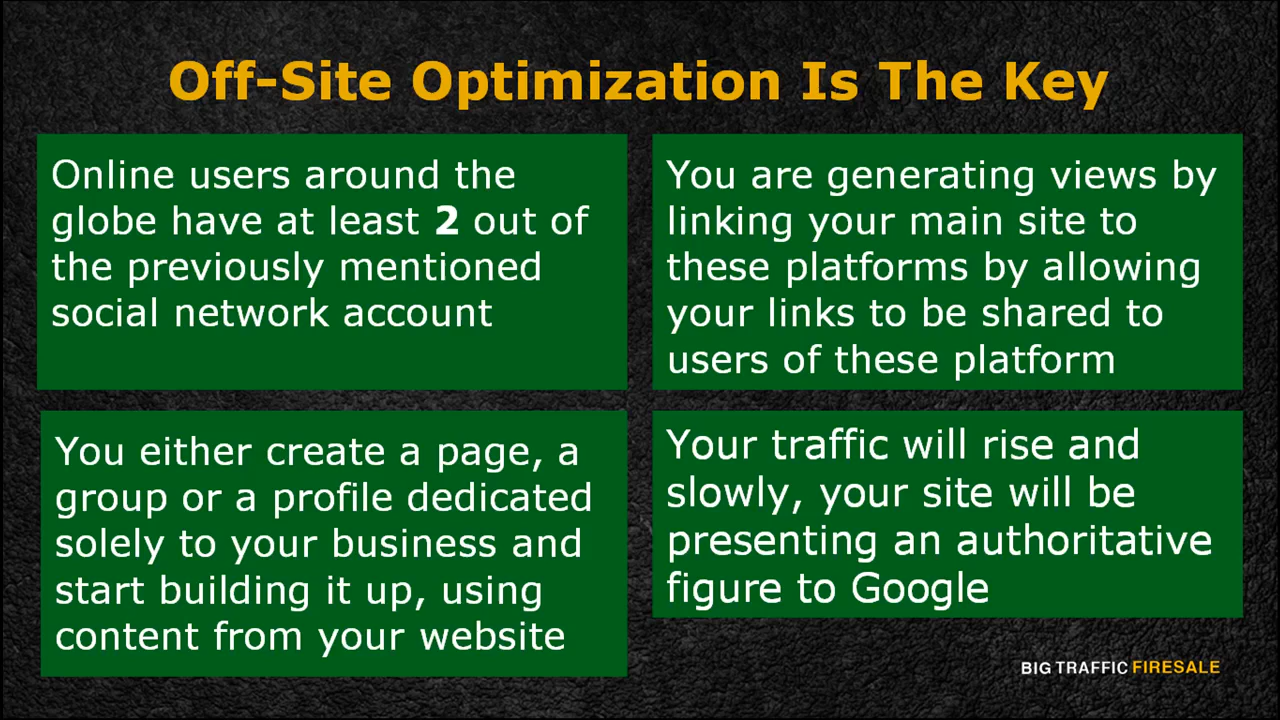 Off-Site Optimization Is The Key
Online users around the
globe have at least 2 out of
the previously mentioned
social network account
You are generating views by
linking your main site to
these platforms by allowing
your links to be shared to
users of these platform
You either create a page, a
group or a profile dedicated
solely to your business and
start building it up, using
content from your website
Your traffic will rise and
slowly, your site will be
presenting an authoritative
figure to Google
BIG TRAFFIC FIRESALE